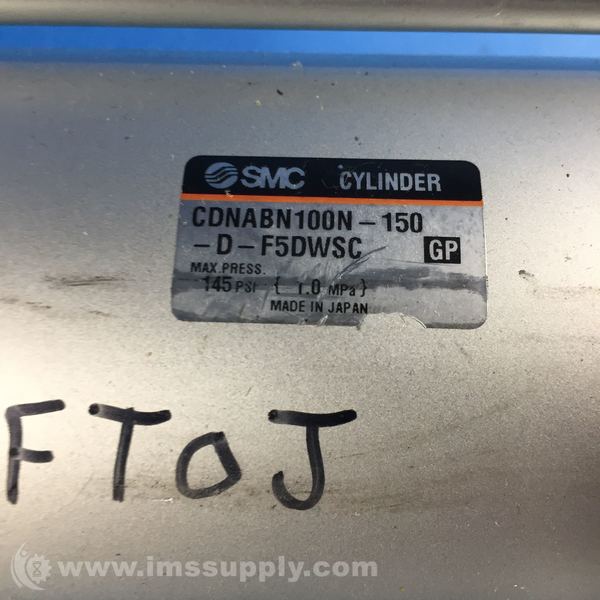 SMC CYLINDER
CDNABN100N-150
-D-F5DWSC GP
MAX.PRESS.
145 PSI { 1.0 MPa }
MADE IN JAPAN
FTOJ
www.imssupply.com